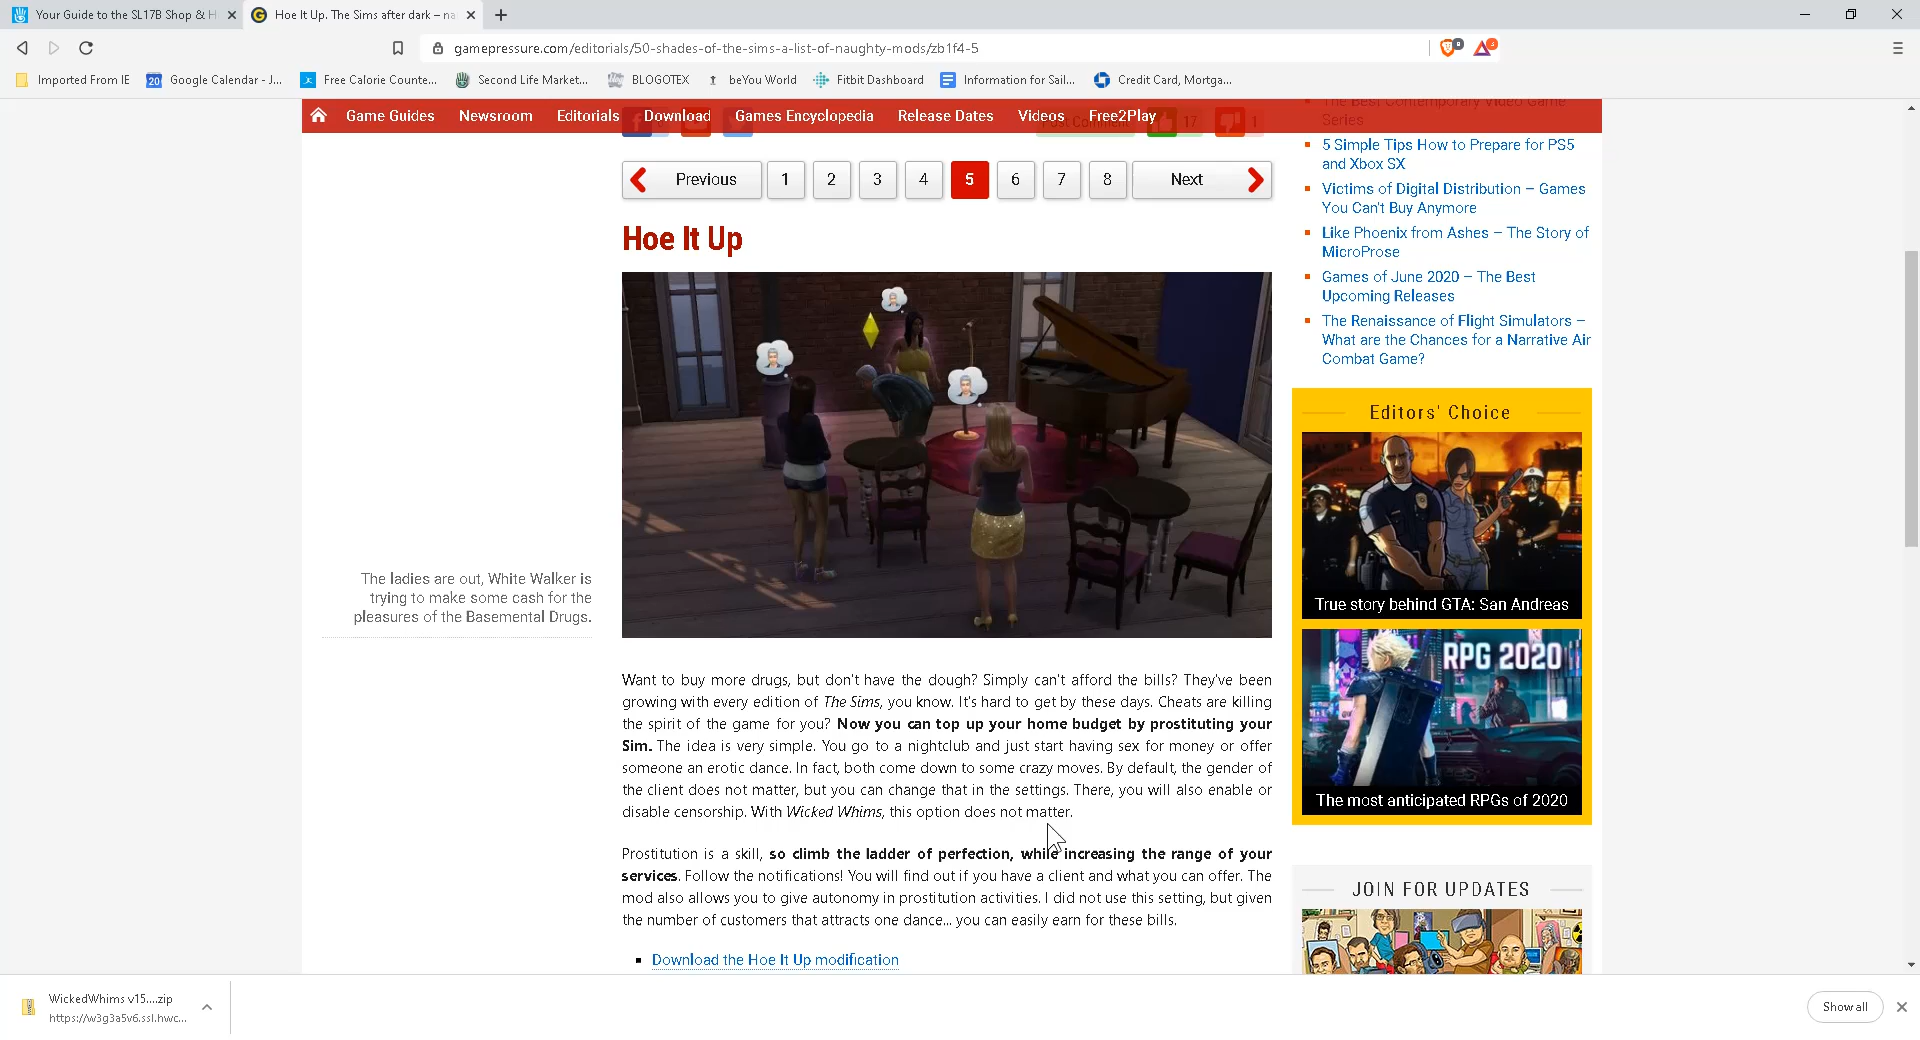 Your Guide to the SL17B Shop & H
Hoe It Up. The Sims after dark – na
gamepressure.com/editorials/50-shades-of-the-sims-a-list-of-naughty-mods/zb1f4-5
Imported From IE
Google Calendar - J...
Free Calorie Counte...
Second Life Market...
BLOGOTEX
beYou World
Fitbit Dashboard
Information for Sail...
Credit Card, Mortga...
Game Guides
Newsroom
Editorials
Download
Games Encyclopedia
Release Dates
Videos
Free2Play
Post Comment
17
1
Previous
1
2
3
4
5
6
7
8
Next
Hoe It Up
The ladies are out, White Walker is
trying to make some cash for the
pleasures of the Basemental Drugs.
Want to buy more drugs, but don't have the dough? Simply can't afford the bills? They've been
growing with every edition of The Sims, you know. It's hard to get by these days. Cheats are killing
the spirit of the game for you? Now you can top up your home budget by prostituting your
Sim. The idea is very simple. You go to a nightclub and just start having sex for money or offer
someone an erotic dance. In fact, both come down to some crazy moves. By default, the gender of
the client does not matter, but you can change that in the settings. There, you will also enable or
disable censorship. With Wicked Whims, this option does not matter.
Prostitution is a skill, so climb the ladder of perfection, while increasing the range of your
services. Follow the notifications! You will find out if you have a client and what you can offer. The
mod also allows you to give autonomy in prostitution activities. I did not use this setting, but given
the number of customers that attracts one dance... you can easily earn for these bills.
Download the Hoe It Up modification
The Best Contemporary Video Game
Series
5 Simple Tips How to Prepare for PS5
and Xbox SX
Victims of Digital Distribution – Games
You Can't Buy Anymore
Like Phoenix from Ashes – The Story of
MicroProse
Games of June 2020 – The Best
Upcoming Releases
The Renaissance of Flight Simulators –
What are the Chances for a Narrative Air
Combat Game?
Editors' Choice
True story behind GTA: San Andreas
RPG 2020
The most anticipated RPGs of 2020
JOIN FOR UPDATES
WickedWhims v15....zip
https://w3g3a5v6.ssl.hwc...
Show all